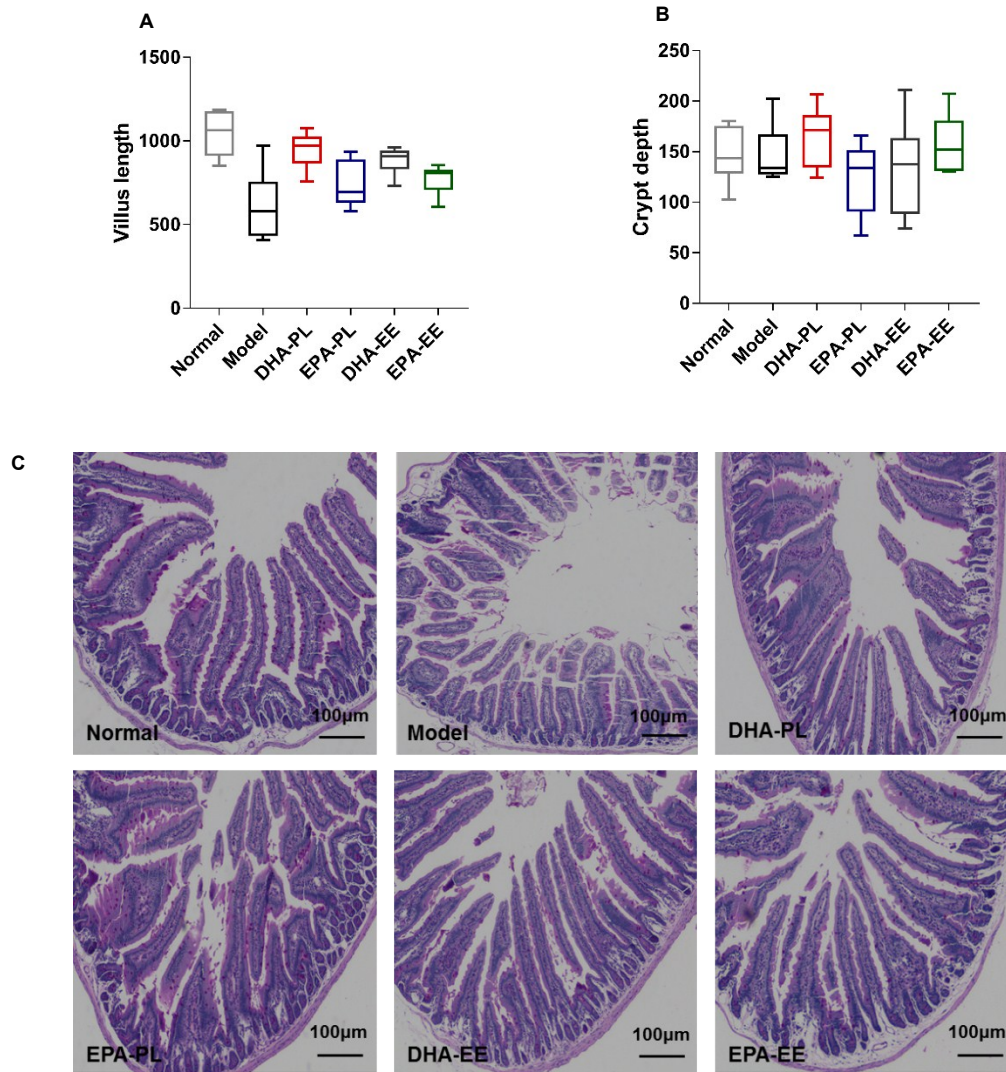 A
Villus length
1500
1000
500
0
Normal
Model
DHA-PL
EPA-PL
DHA-EE
EPA-EE
B
Crypt depth
250
200
150
100
50
0
Normal
Model
DHA-PL
EPA-PL
DHA-EE
EPA-EE
C
100μm
Normal
100μm
Model
100μm
DHA-PL
100μm
EPA-PL
100μm
DHA-EE
100μm
EPA-EE